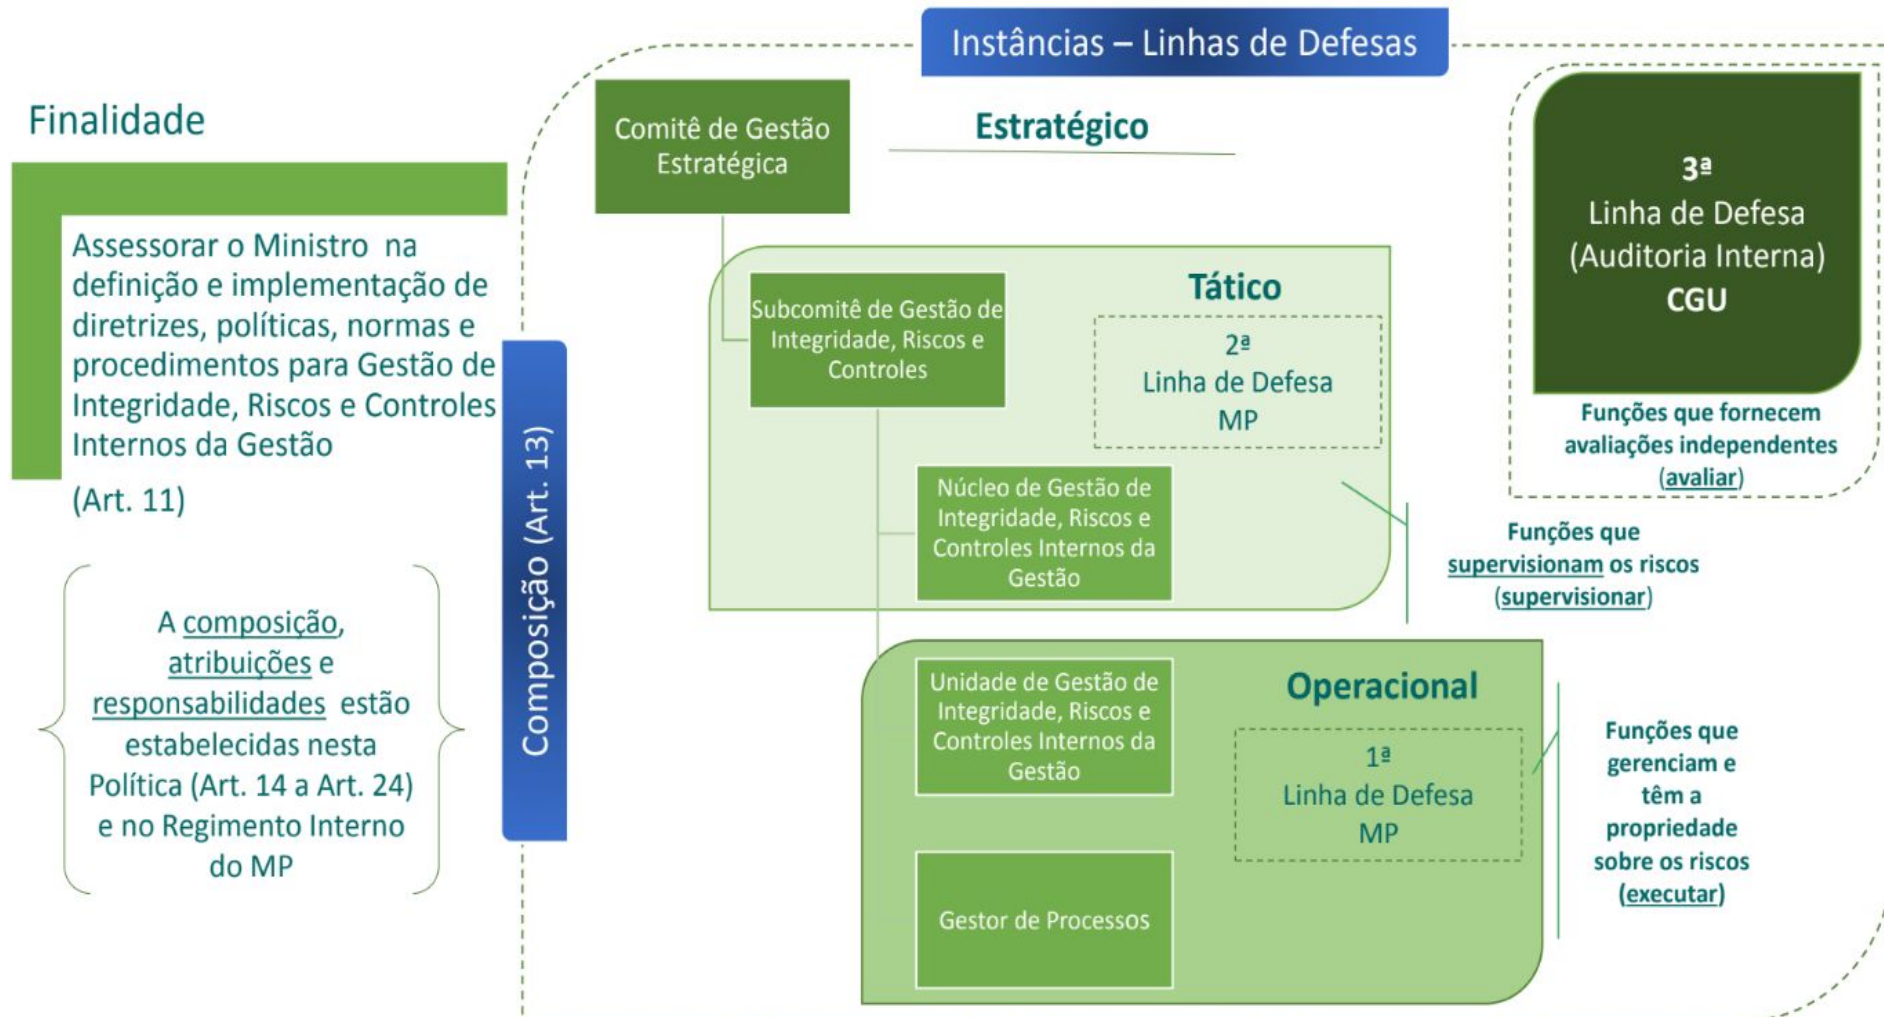 Instâncias – Linhas de Defesas
Finalidade
Assessorar o Ministro na
definição e implementação de
diretrizes, políticas, normas e
procedimentos para Gestão de
Integridade, Riscos e Controles
Internos da Gestão
(Art. 11)
A composição,
atribuições e
responsabilidades estão
estabelecidas nesta
Política (Art. 14 a Art. 24)
e no Regimento Interno
do MP
Composição (Art. 13)
Comitê de Gestão
Estratégica
Estratégico
Subcomitê de Gestão de
Integridade, Riscos e
Controles
Tático
2ª
Linha de Defesa
MP
Núcleo de Gestão de
Integridade, Riscos e
Controles Internos da
Gestão
Unidade de Gestão de
Integridade, Riscos e
Controles Internos da
Gestão
Operacional
1ª
Linha de Defesa
MP
Gestor de Processos
3ª
Linha de Defesa
(Auditoria Interna)
CGU
Funções que fornecem
avaliações independentes
(avaliar)
Funções que
supervisionam os riscos
(supervisionar)
Funções que
gerenciam e
têm a
propriedade
sobre os riscos
(executar)